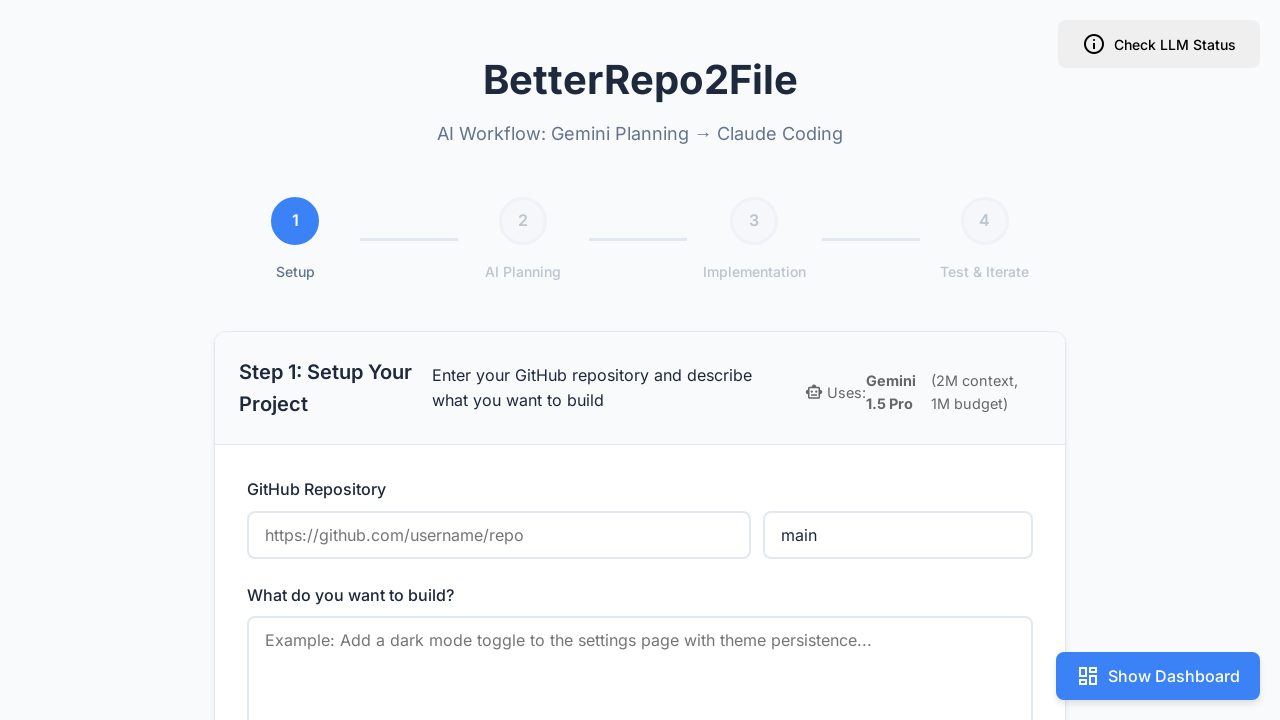 Check LLM Status
BetterRepo2File
AI Workflow: Gemini Planning → Claude Coding
1
2
3
4
Setup
AI Planning
Implementation
Test & Iterate
Step 1: Setup Your
Project
Enter your GitHub repository and describe
what you want to build
Uses:
Gemini
1.5 Pro
(2M context,
1M budget)
GitHub Repository
https://github.com/username/repo
main
What do you want to build?
Example: Add a dark mode toggle to the settings page with theme persistence...
Show Dashboard